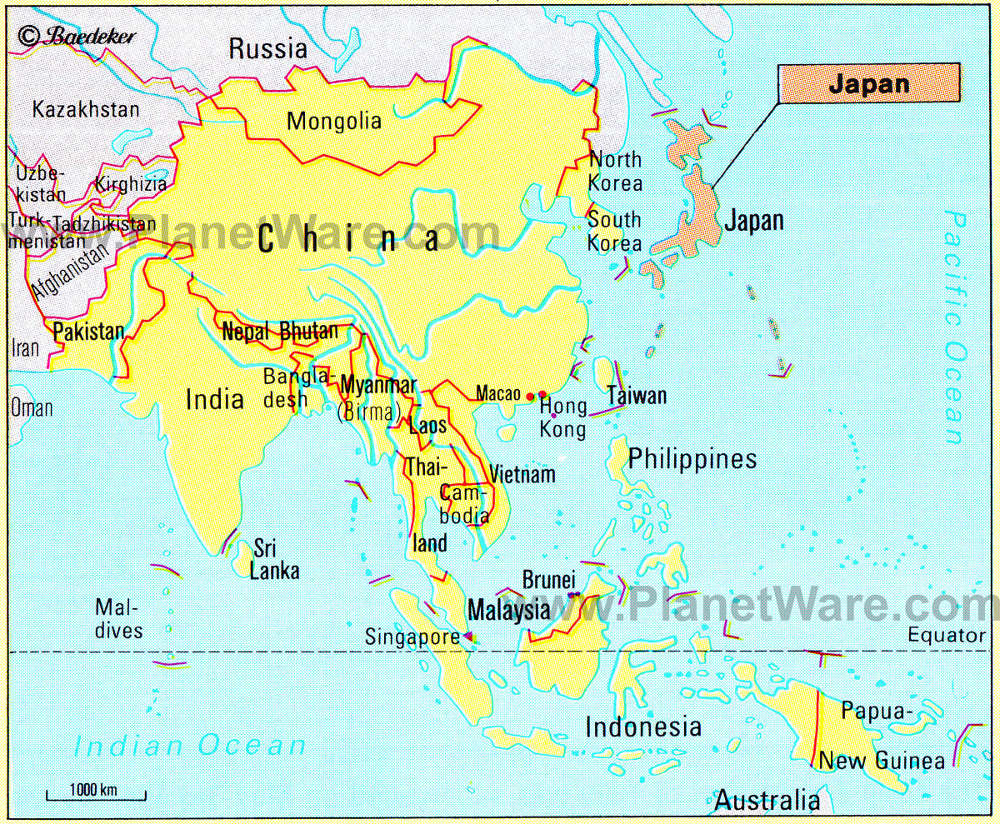 © Baedeker
Russia
Japan
Kazakhstan
Mongolia
Uzbe-
kistan
Kirghizia
North
Korea
Turk-
menistan
Tadzhikistan
www.PlanetWare.com
China
South
Korea
Japan
Afghanistan
Pacific Ocean
Iran
Pakistan
Nepal
Bhutan
Oman
India
Bangla-
desh
Myanmar
(Birma)
Macao
Hong
Kong
Taiwan
Laos
Thai-
land
Vietnam
Cam-
bodia
Philippines
Sri
Lanka
Mal-
dives
Brunei
Malaysia
www.PlanetWare.com
Singapore
Equator
Indonesia
Papua-
New Guinea
Indian Ocean
1000 km
Australia